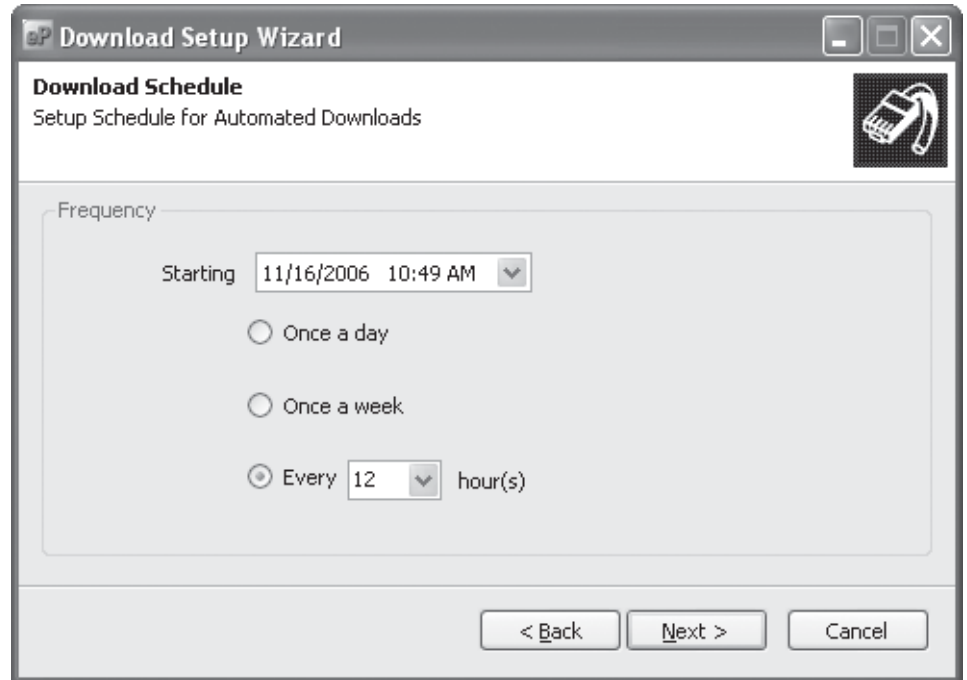 eP Download Setup Wizard
Download Schedule
Setup Schedule for Automated Downloads
Frequency
Starting 11/16/2006 10:49 AM
Once a day
Once a week
Every 12 hour(s)
< Back Next > Cancel